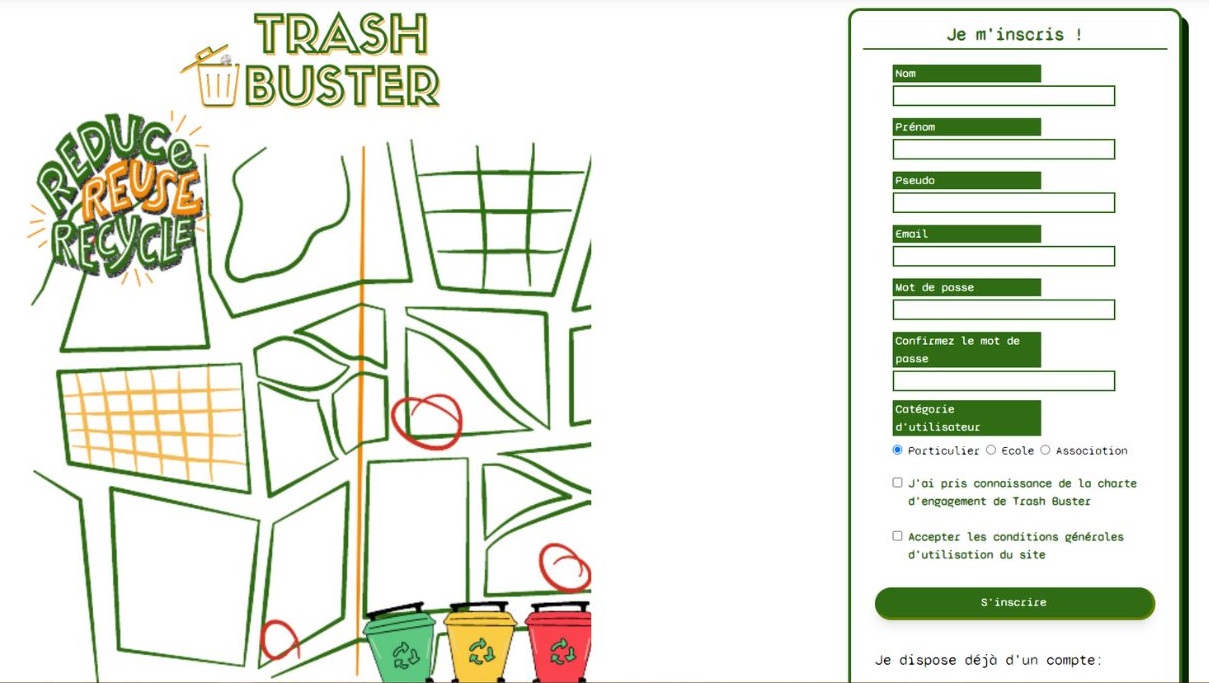 TRASH
BUSTER
REDUCe
REUSE
RECYCLE
Je m'inscris !
Nom
Prénom
Pseudo
Email
Mot de passe
Confirmez le mot de
passe
Catégorie
d'utilisateur
Particulier Ecole Association
J'ai pris connaissance de la charte
d'engagement de Trash Buster
Accepter les conditions générales
d'utilisation du site
S'inscrire
Je dispose déjà d'un compte: